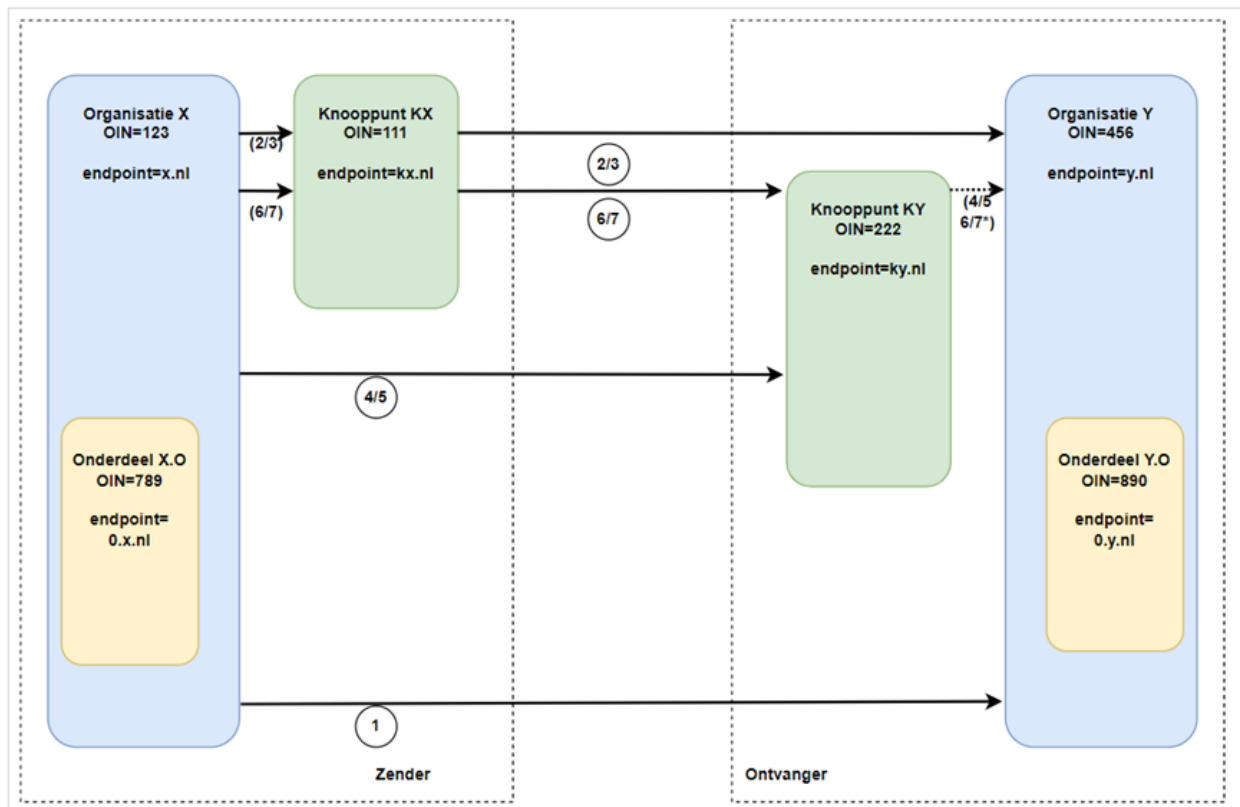 Organisatie X
OIN=123
endpoint=x.nl
(2/3)
(6/7)
Knooppunt KX
OIN=111
endpoint=kx.nl
2/3
6/7
Knooppunt KY
OIN=222
endpoint=ky.nl
(4/5
6/7*)
Organisatie Y
OIN=456
endpoint=y.nl
4/5
Onderdeel X.O
OIN=789
endpoint=
0.x.nl
Onderdeel Y.O
OIN=890
endpoint=
0.y.nl
1
Zender
Ontvanger